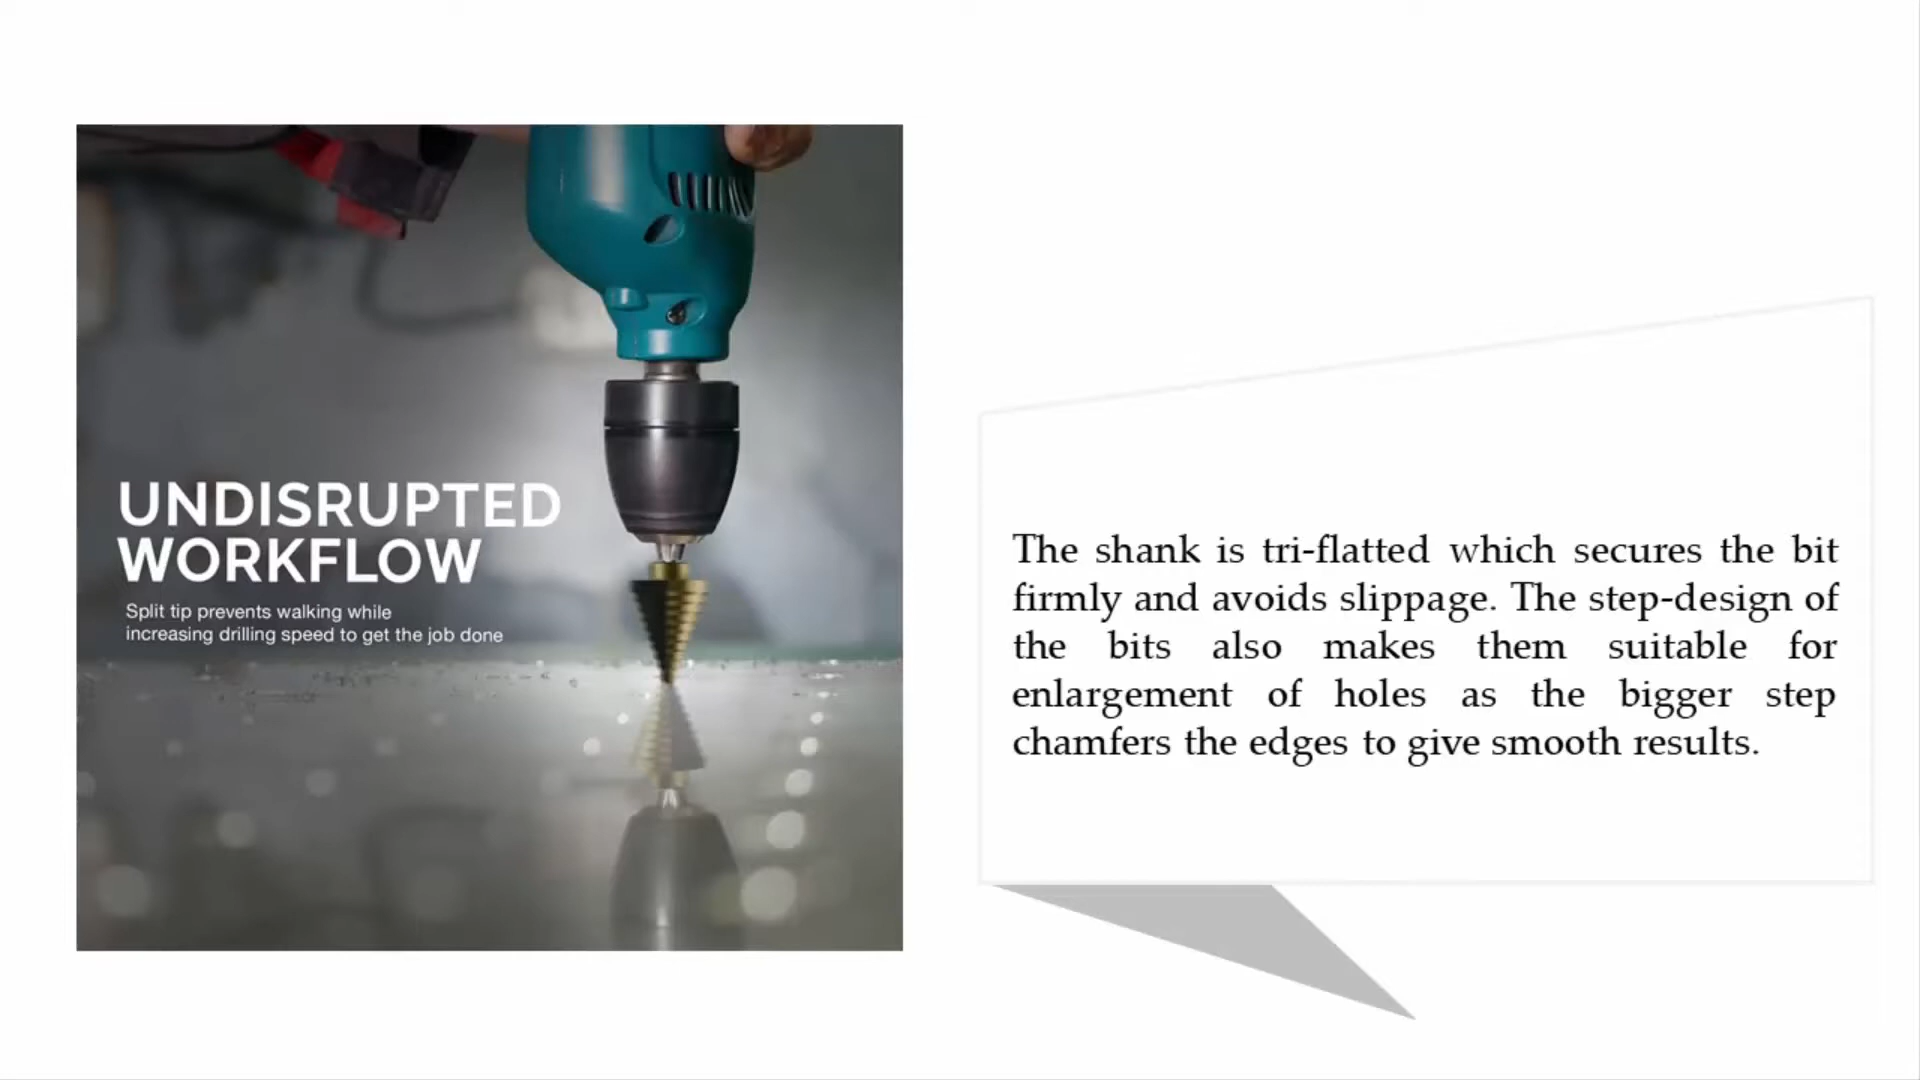 UNDISRUPTED
WORKFLOW
Split tip prevents walking while
increasing drilling speed to get the job done
The shank is tri-flatted which secures the bit
firmly and avoids slippage. The step-design of
the bits also makes them suitable for
enlargement of holes as the bigger step
chamfers the edges to give smooth results.